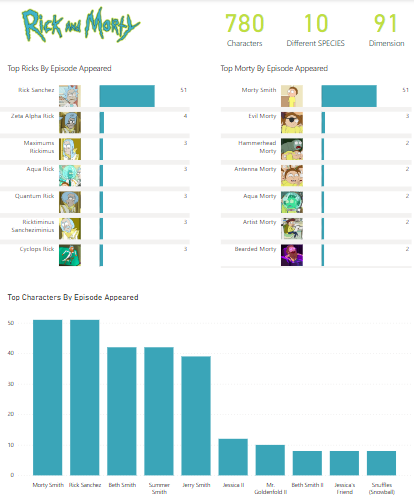 Rick and Morty
780 10 91
Characters Different SPECIES Dimension
Top Ricks By Episode Appeared
Rick Sanchez 51
Zeta Alpha Rick 4
Maximums
Rickimus 3
Aqua Rick 3
Quantum Rick 3
Ricktiminus
Sancheziminius 3
Cyclops Rick 3
Top Morty By Episode Appeared
Morty Smith 51
Evil Morty 3
Hammerhead
Morty 2
Antenna Morty 2
Aqua Morty 2
Artist Morty 2
Bearded Morty 2
Top Characters By Episode Appeared
50
40
30
20
10
0
Morty Smith Rick Sanchez Beth Smith Summer
Smith Jerry Smith Jessica II Mr.
Goldenfold II Beth Smith II Jessica's
Friend Snuffles
(Snowball)